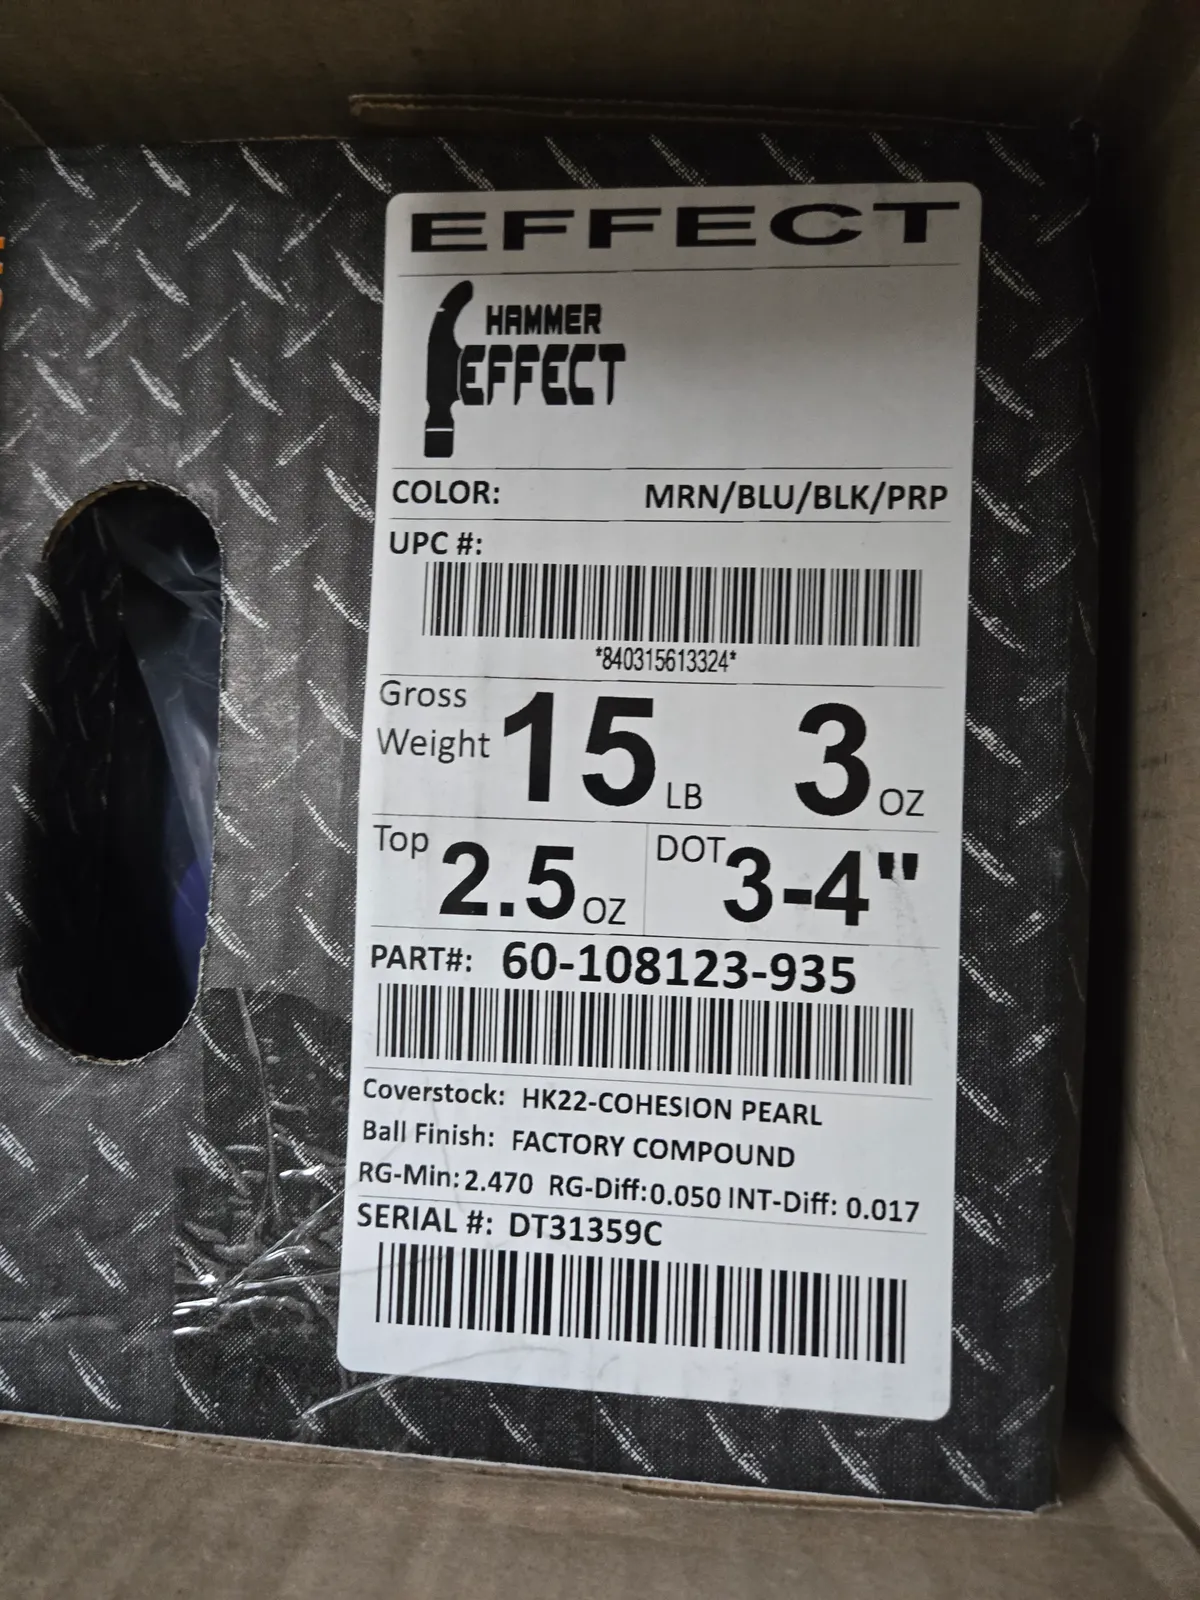 EFFECT
HAMMER
EFFECT
COLOR: MRN/BLU/BLK/PRP
UPC #:
*840315613324*
Gross Weight 15 LB 3 OZ
Top 2.5 OZ DOT 3-4"
PART#: 60-108123-935
Coverstock: HK22-COHESION PEARL
Ball Finish: FACTORY COMPOUND
RG-Min: 2.470 RG-Diff: 0.050 INT-Diff: 0.017
SERIAL #: DT31359C